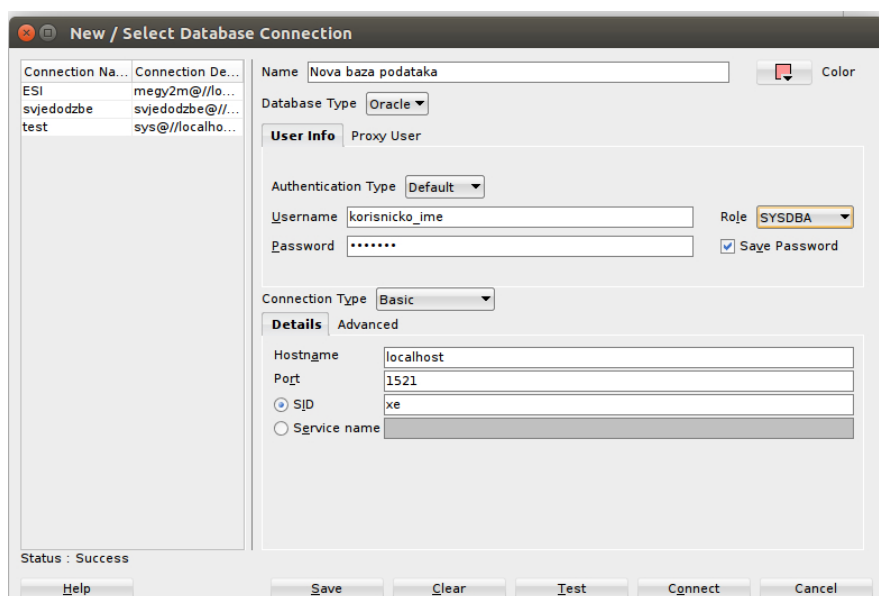 New / Select Database Connection
Connection Na... Connection De...
ESI megy2m@//lo...
svjedodzbe svjedodzbe@//...
test sys@//localho...
Name Nova baza podataka Color
Database Type Oracle
User Info Proxy User
Authentication Type Default
Username korisnicko_ime Role SYSDBA
Password ••••••• Save Password
Connection Type Basic
Details Advanced
Hostname localhost
Port 1521
SID xe
Service name
Status : Success
Help Save Clear Test Connect Cancel